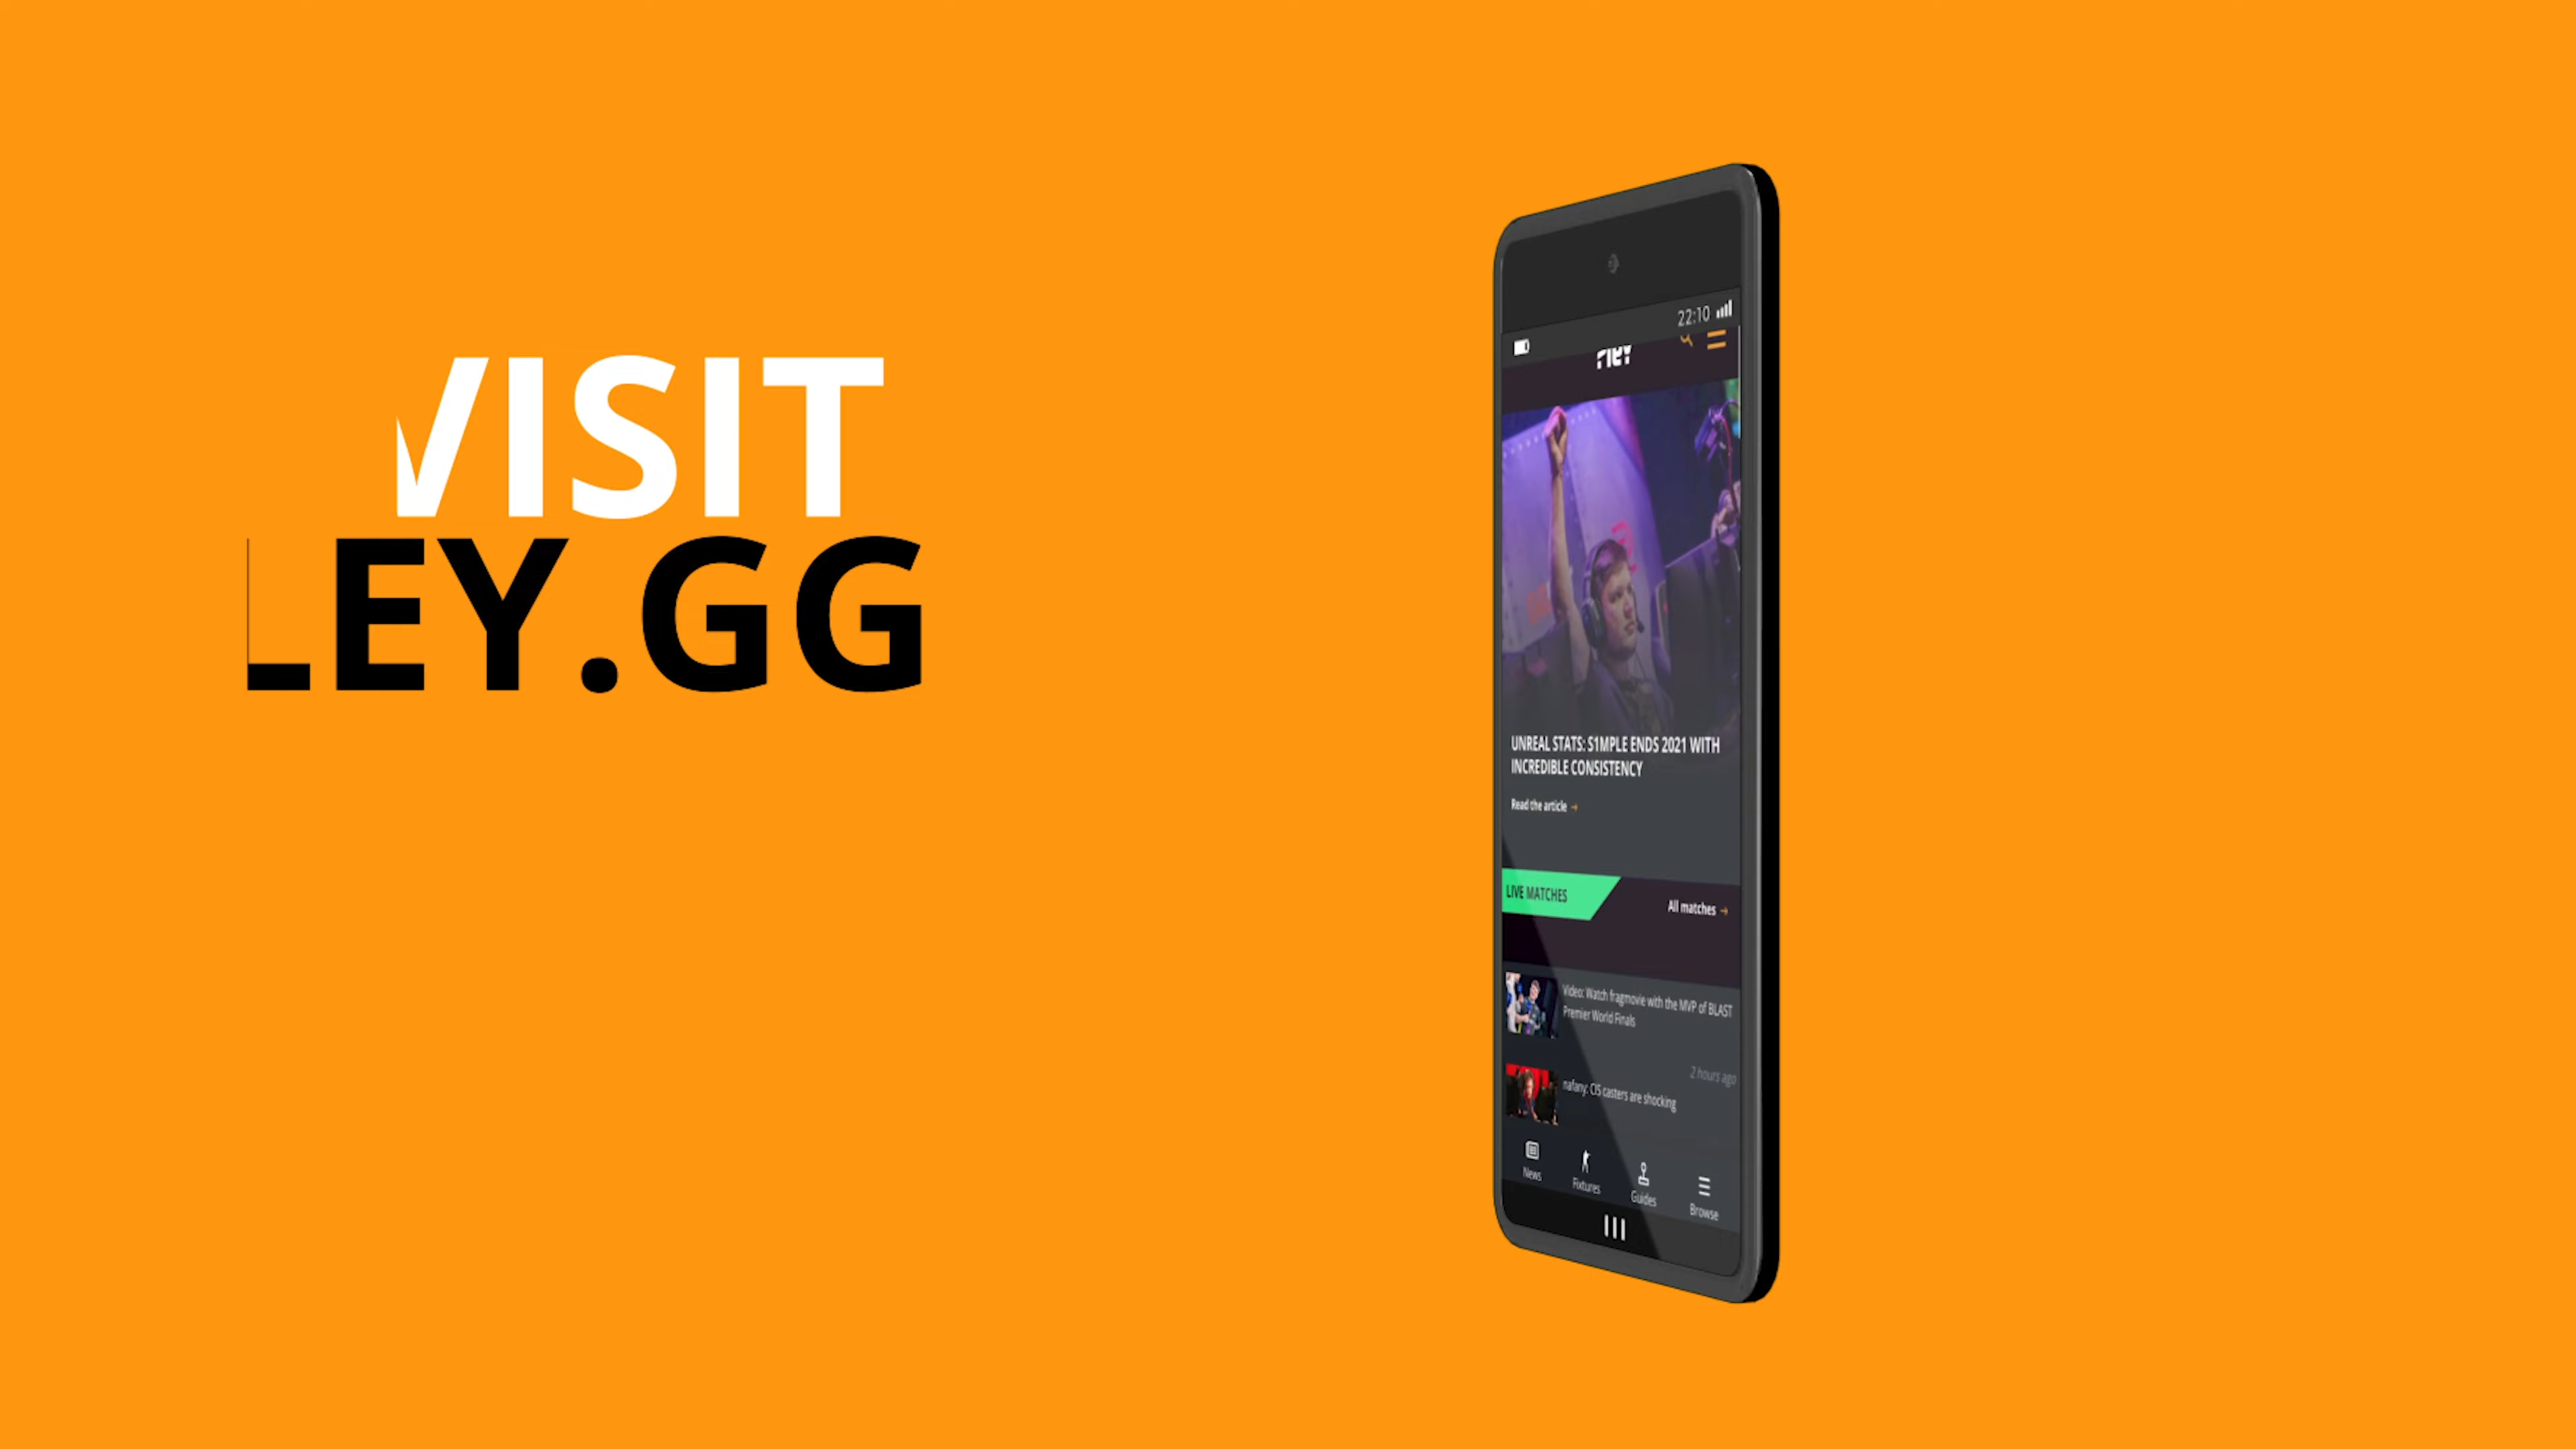 VISIT
LEY.GG
22:10
UNREAL STATS: S1MPLE ENDS 2021 WITH
INCREDIBLE CONSISTENCY
Read the article →
LIVE MATCHES
All matches →
Video: Watch fragmovie with the MVP of BLAST
Premier World Finals
2 hours ago
nafany: CIS casters are shocking
News
Fixtures
Guides
Browse